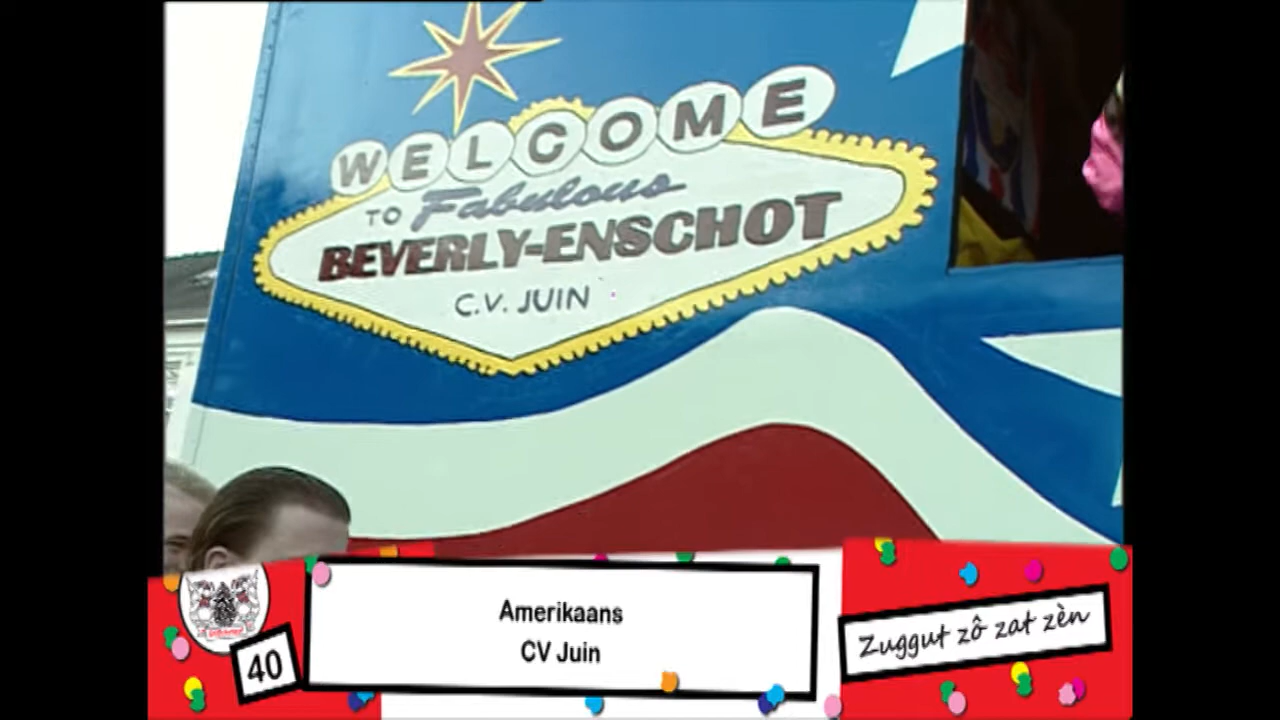 WELCOME
TO Fabulous
BEVERLY-ENSCHOT
C.V. JUIN
Amerikaans
CV Juin
40
Zuggut zô zat zèn